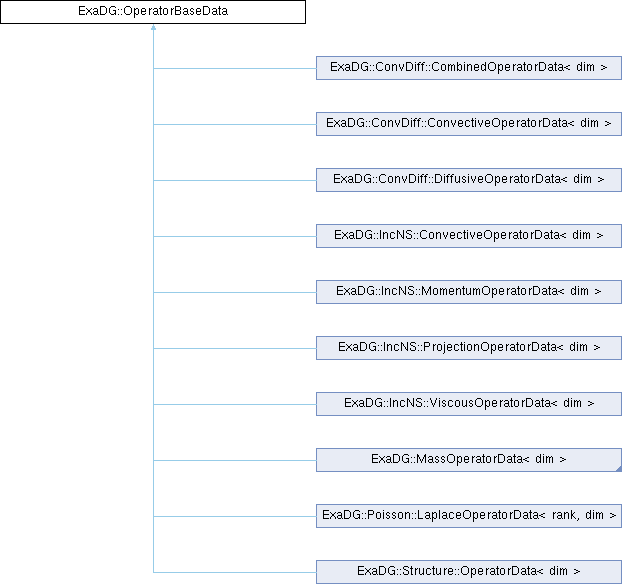 ExaDG::OperatorBaseData
ExaDG::ConvDiff::CombinedOperatorData< dim >
ExaDG::ConvDiff::ConvectiveOperatorData< dim >
ExaDG::ConvDiff::DiffusiveOperatorData< dim >
ExaDG::IncNS::ConvectiveOperatorData< dim >
ExaDG::IncNS::MomentumOperatorData< dim >
ExaDG::IncNS::ProjectionOperatorData< dim >
ExaDG::IncNS::ViscousOperatorData< dim >
ExaDG::MassOperatorData< dim >
ExaDG::Poisson::LaplaceOperatorData< rank, dim >
ExaDG::Structure::OperatorData< dim >